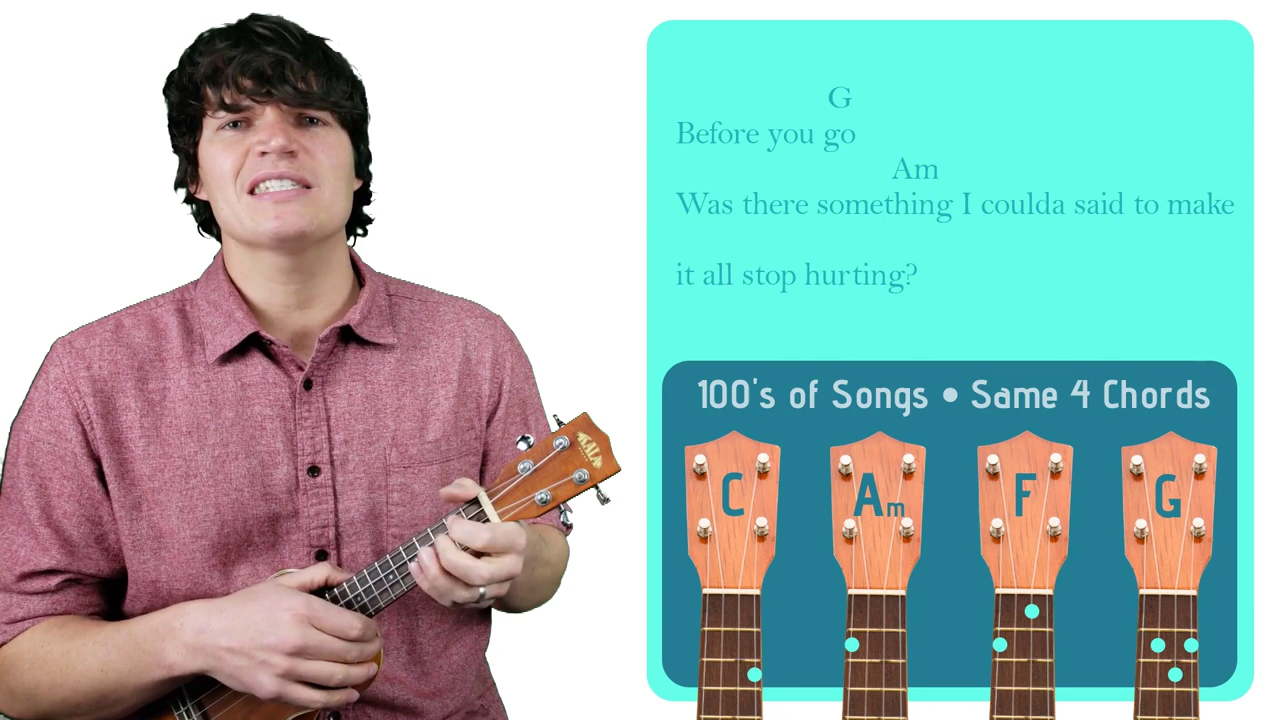 G
Before you go
Am
Was there something I coulda said to make
it all stop hurting?
100's of Songs • Same 4 Chords
C Am F G
KALA